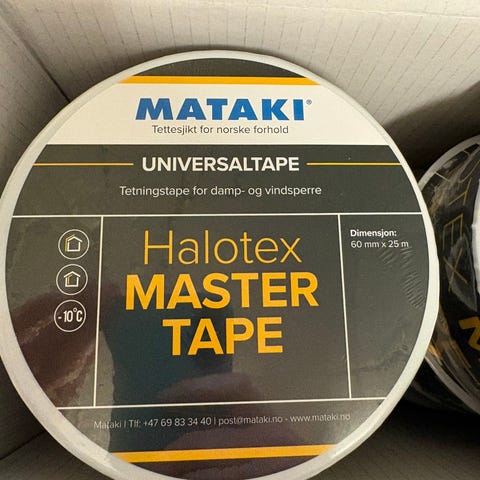 MATAKI®
Tettesjikt for norske forhold
UNIVERSALTAPE
Tetningstape for damp- og vindsperre
Halotex
MASTER
TAPE
Dimensjon:
60 mm x 25 m
-10°C
Mataki | Tlf: +47 69 83 34 40 | post@mataki.no - www.mataki.no